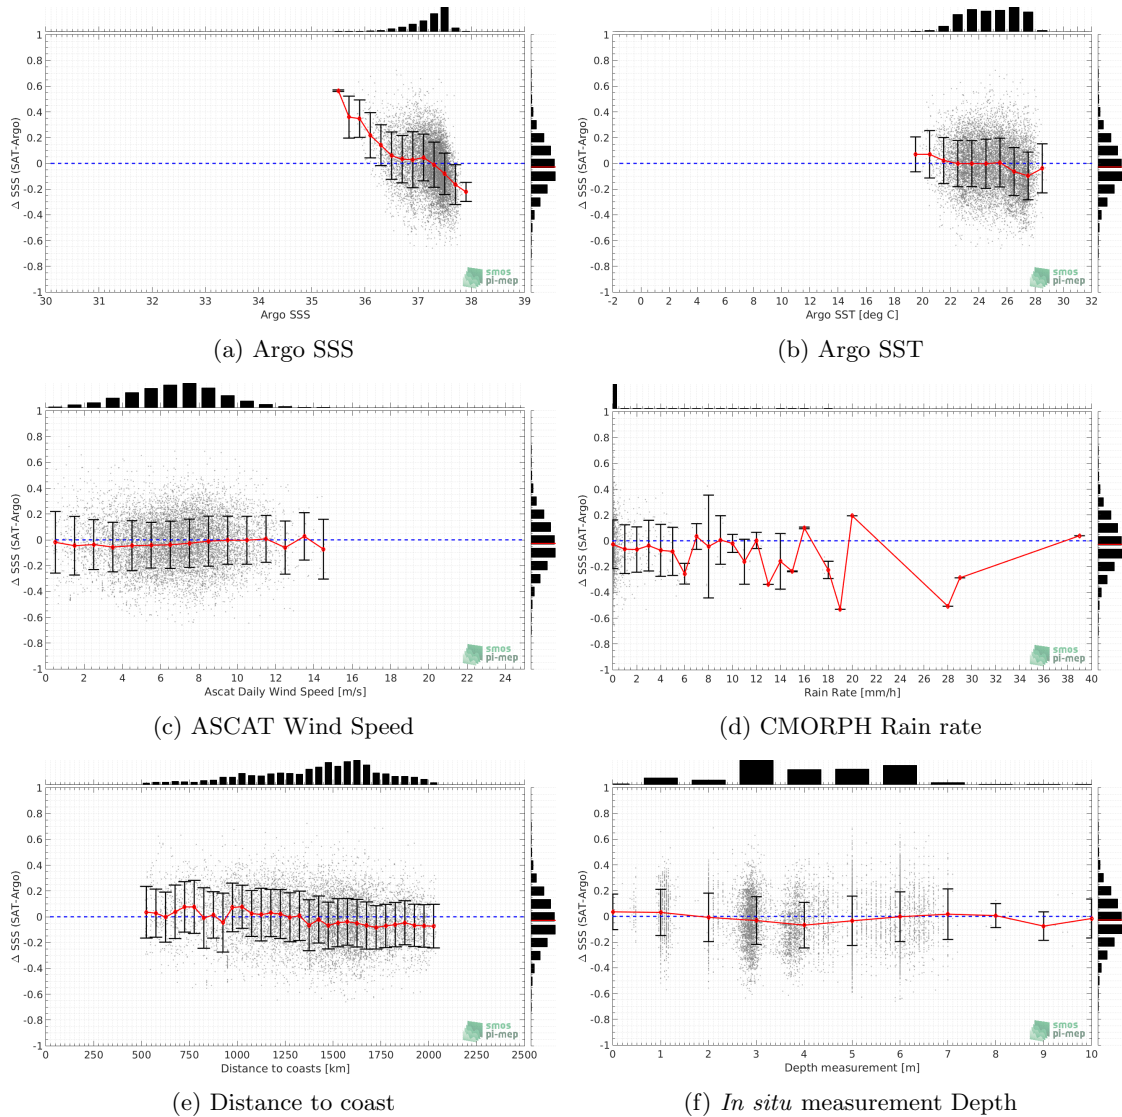 1
0.8
0.6
0.4
0.2
0
-0.2
-0.4
-0.6
-0.8
-1
Δ SSS (SAT-Argo)
30 31 32 33 34 35 36 37 38 39
Argo SSS
smos
pi-mep
(a) Argo SSS
1
0.8
0.6
0.4
0.2
0
-0.2
-0.4
-0.6
-0.8
-1
Δ SSS (SAT-Argo)
-2 0 2 4 6 8 10 12 14 16 18 20 22 24 26 28 30 32
Argo SST [deg C]
smos
pi-mep
(b) Argo SST
1
0.8
0.6
0.4
0.2
0
-0.2
-0.4
-0.6
-0.8
-1
Δ SSS (SAT-Argo)
0 2 4 6 8 10 12 14 16 18 20 22 24
Ascat Daily Wind Speed [m/s]
smos
pi-mep
(c) ASCAT Wind Speed
1
0.8
0.6
0.4
0.2
0
-0.2
-0.4
-0.6
-0.8
-1
Δ SSS (SAT-Argo)
0 2 4 6 8 10 12 14 16 18 20 22 24 26 28 30 32 34 36 38 40
Rain Rate [mm/h]
smos
pi-mep
(d) CMORPH Rain rate
1
0.8
0.6
0.4
0.2
0
-0.2
-0.4
-0.6
-0.8
-1
Δ SSS (SAT-Argo)
0 250 500 750 1000 1250 1500 1750 2000 2250 2500
Distance to coasts [km]
smos
pi-mep
(e) Distance to coast
1
0.8
0.6
0.4
0.2
0
-0.2
-0.4
-0.6
-0.8
-1
Δ SSS (SAT-Argo)
0 1 2 3 4 5 6 7 8 9 10
Depth measurement [m]
smos
pi-mep
(f) In situ measurement Depth